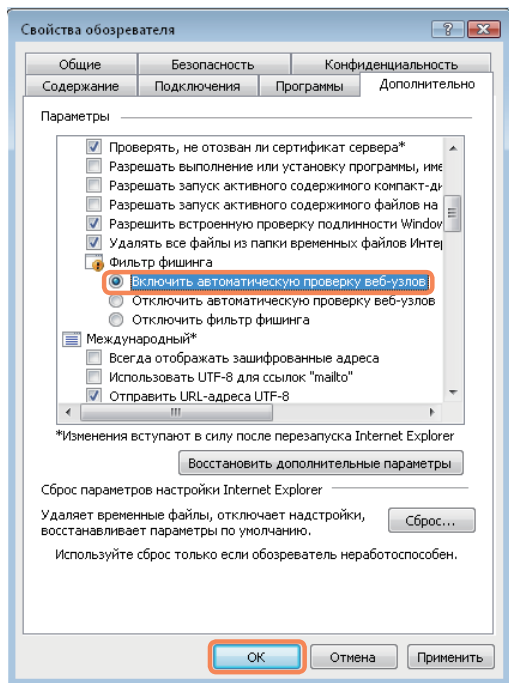 Свойства обозревателя
Общие Безопасность Конфиденциальность
Содержание Подключения Программы Дополнительно
Параметры
Проверять, не отозван ли сертификат сервера*
Разрешать выполнение или установку программы, име
Разрешать запуск активного содержимого компакт-ди
Разрешать запуск активного содержимого файлов на
Разрешить встроенную проверку подлинности Window
Удалять все файлы из папки временных файлов Интер
Фильтр фишинга
Включить автоматическую проверку веб-узлов
Отключить автоматическую проверку веб-узлов
Отключить фильтр фишинга
Международный*
Всегда отображать зашифрованные адреса
Использовать UTF-8 для ссылок "mailto"
Отправить URL-адреса UTF-8
*Изменения вступают в силу после перезапуска Internet Explorer
Восстановить дополнительные параметры
Сброс параметров настройки Internet Explorer
Удаляет временные файлы, отключает надстройки,
восстанавливает параметры по умолчанию.
Сброс...
Используйте сброс только если обозреватель неработоспособен.
ОК Отмена Применить